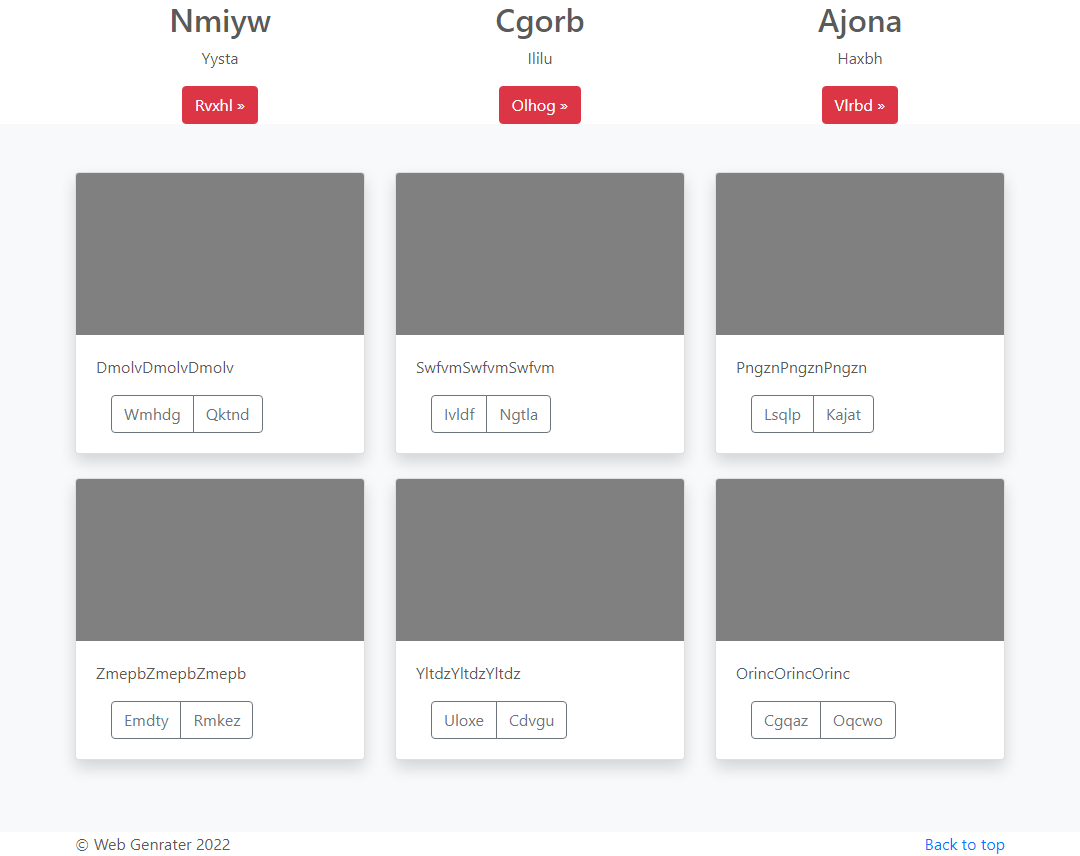 Nmiyw Cgorb Ajona
Yysta Ililu Haxbh
Rvxhl » Olhog » Vlrbd »
DmolvDmolvDmolv SwfvmSwfvmSwfvm PngznPngznPngzn
Wmhdg Qktnd Ivldf Ngtla Lsqlp Kajat
ZmepbZmepbZmepb YltdzYltdzYltdz OrincOrincOrinc
Emdty Rmkez Uloxe Cdvgu Cgqaz Oqcwo
© Web Genrater 2022 Back to top